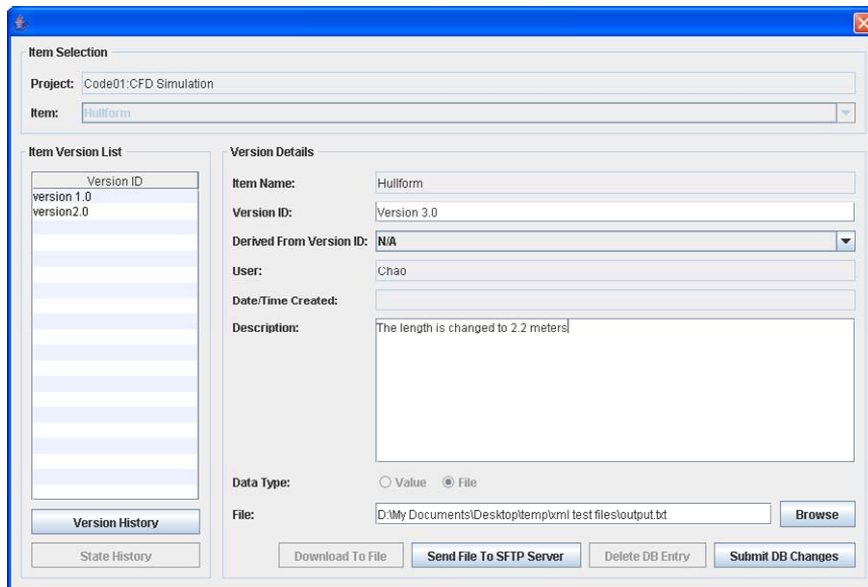 Item Selection
Project: Code01:CFD Simulation
Item: Hullform
Item Version List
Version ID
version 1.0
version2.0
Version History
State History
Version Details
Item Name: Hullform
Version ID: Version 3.0
Derived From Version ID: N/A
User: Chao
Date/Time Created:
Description: The length is changed to 2.2 meters
Data Type: Value File
File: D:\My Documents\Desktop\temp\xml test files\output.txt Browse
Download To File Send File To SFTP Server Delete DB Entry Submit DB Changes